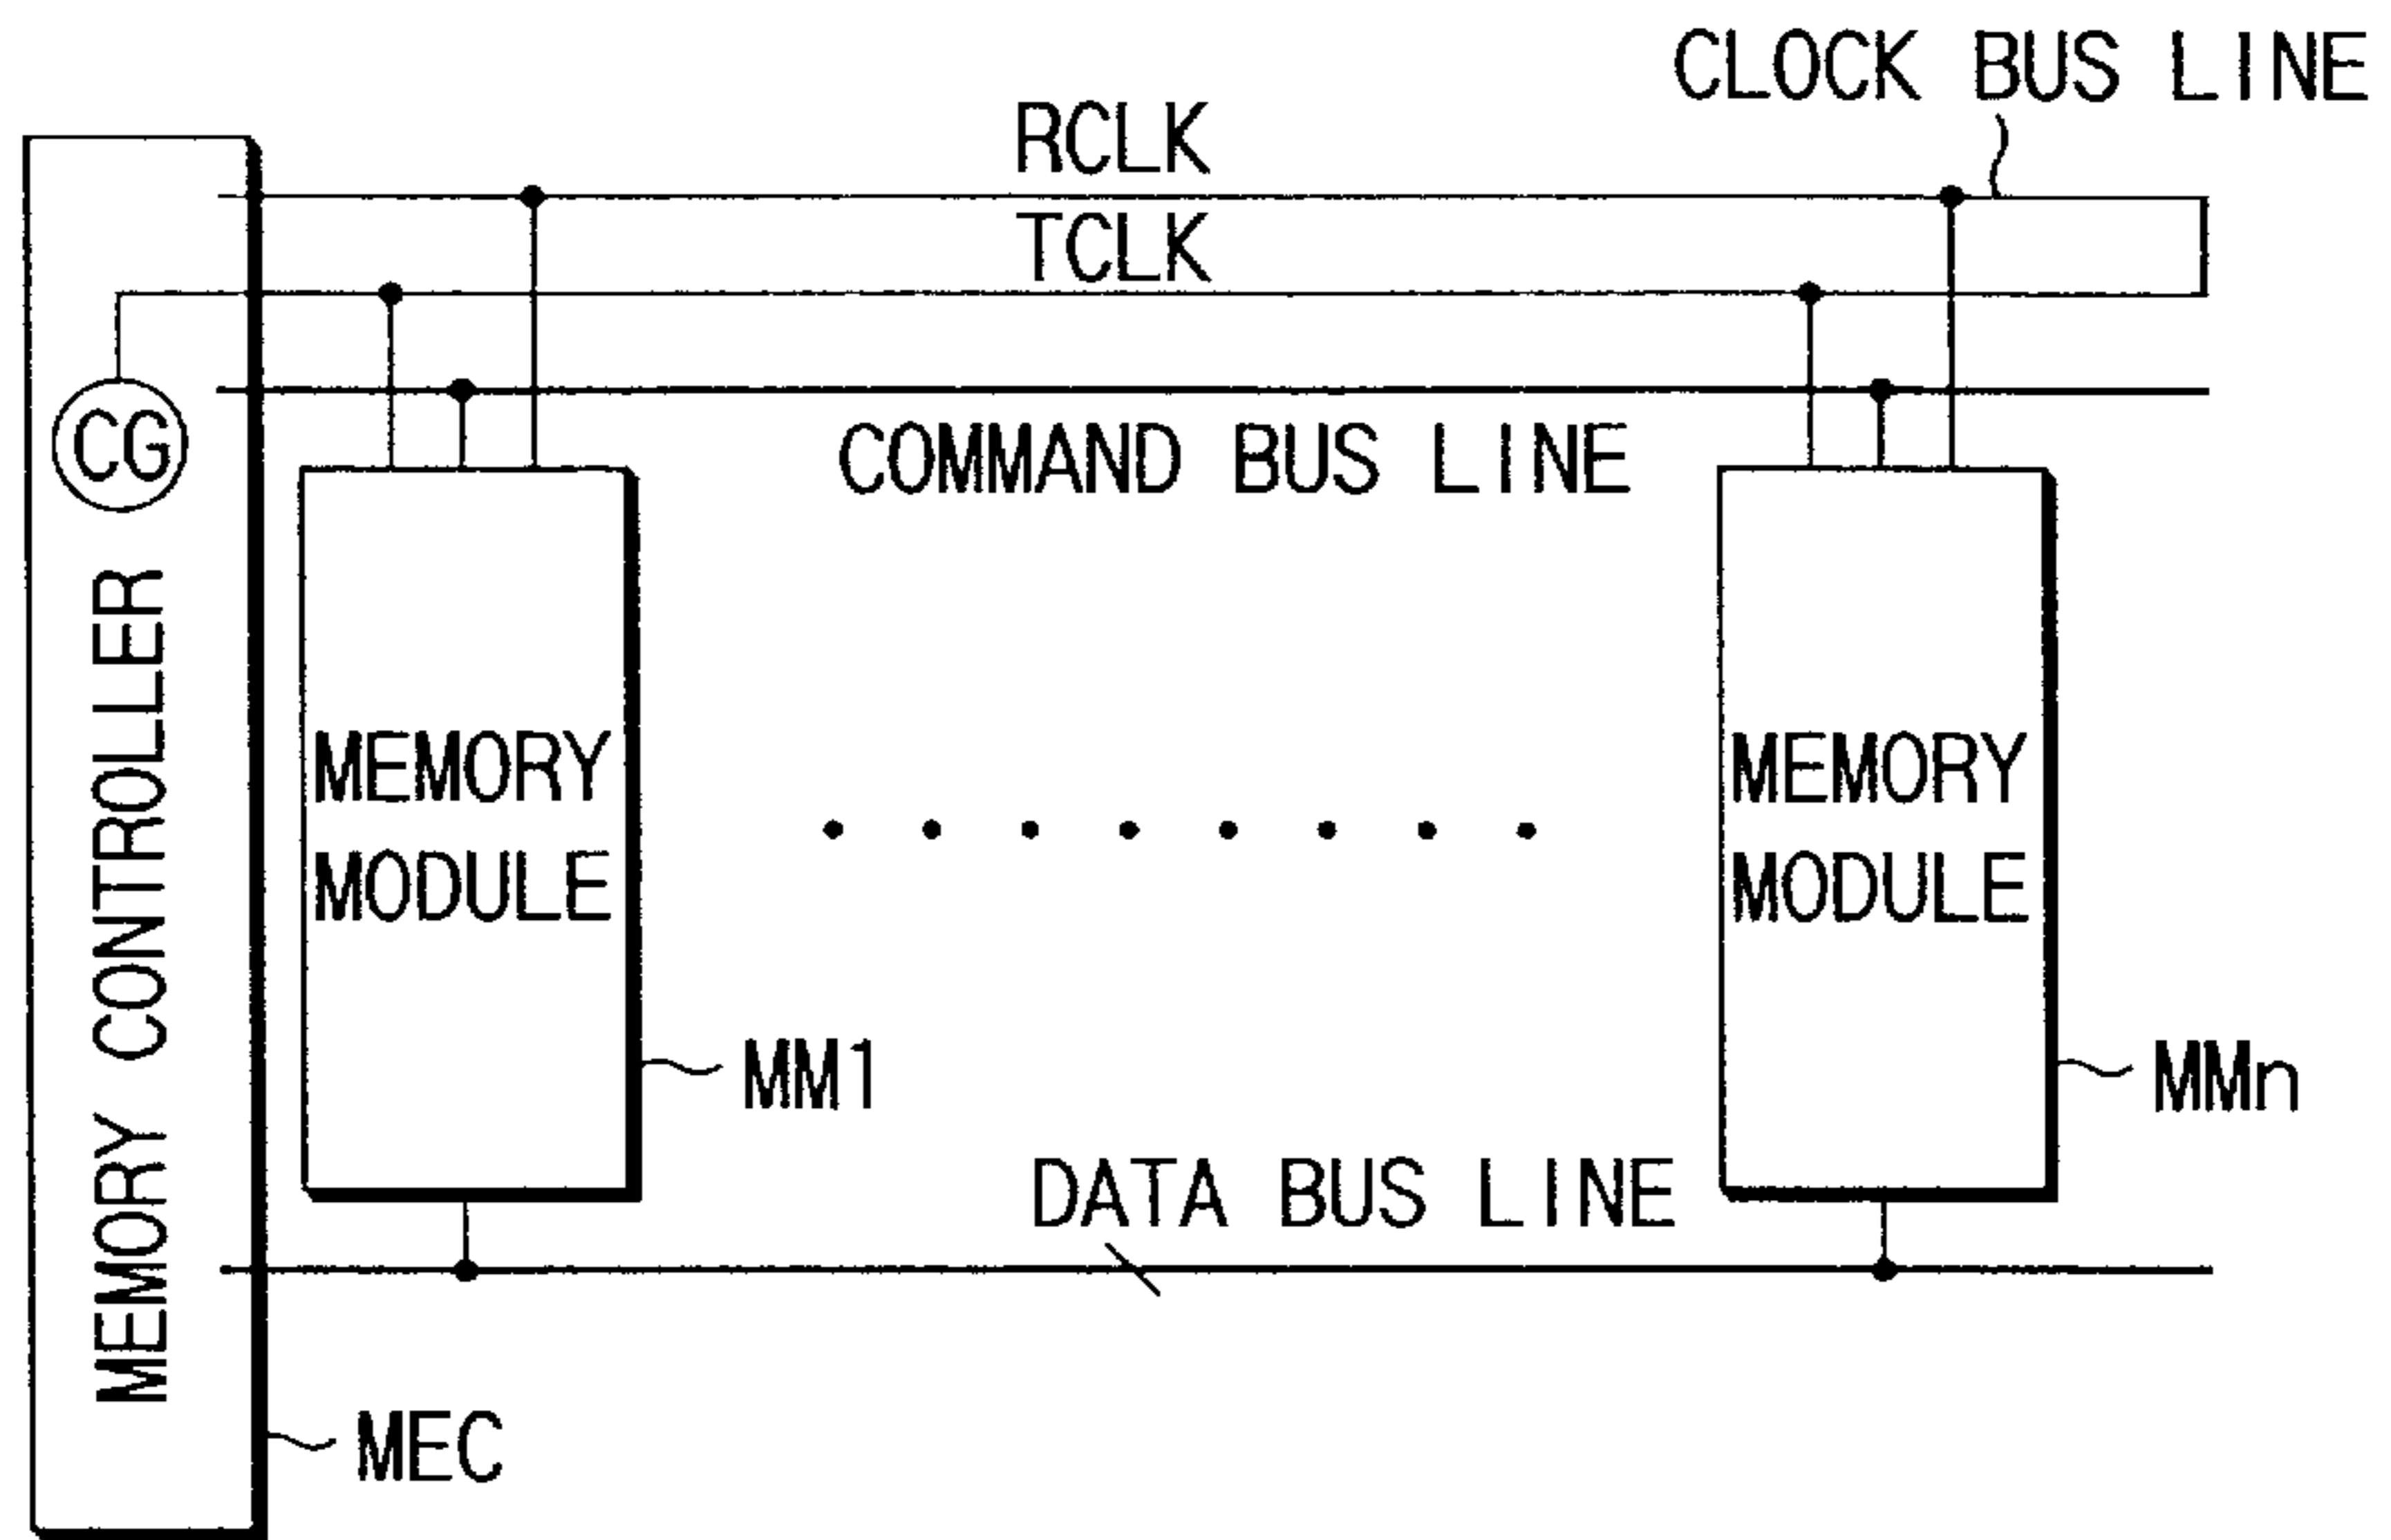 CLOCK BUS LINE
RCLK
TCLK
CG
COMMAND BUS LINE
MEMORY CONTROLLER
MEMORY
MODULE
MEMORY
MODULE
MM1
MMn
DATA BUS LINE
MEC